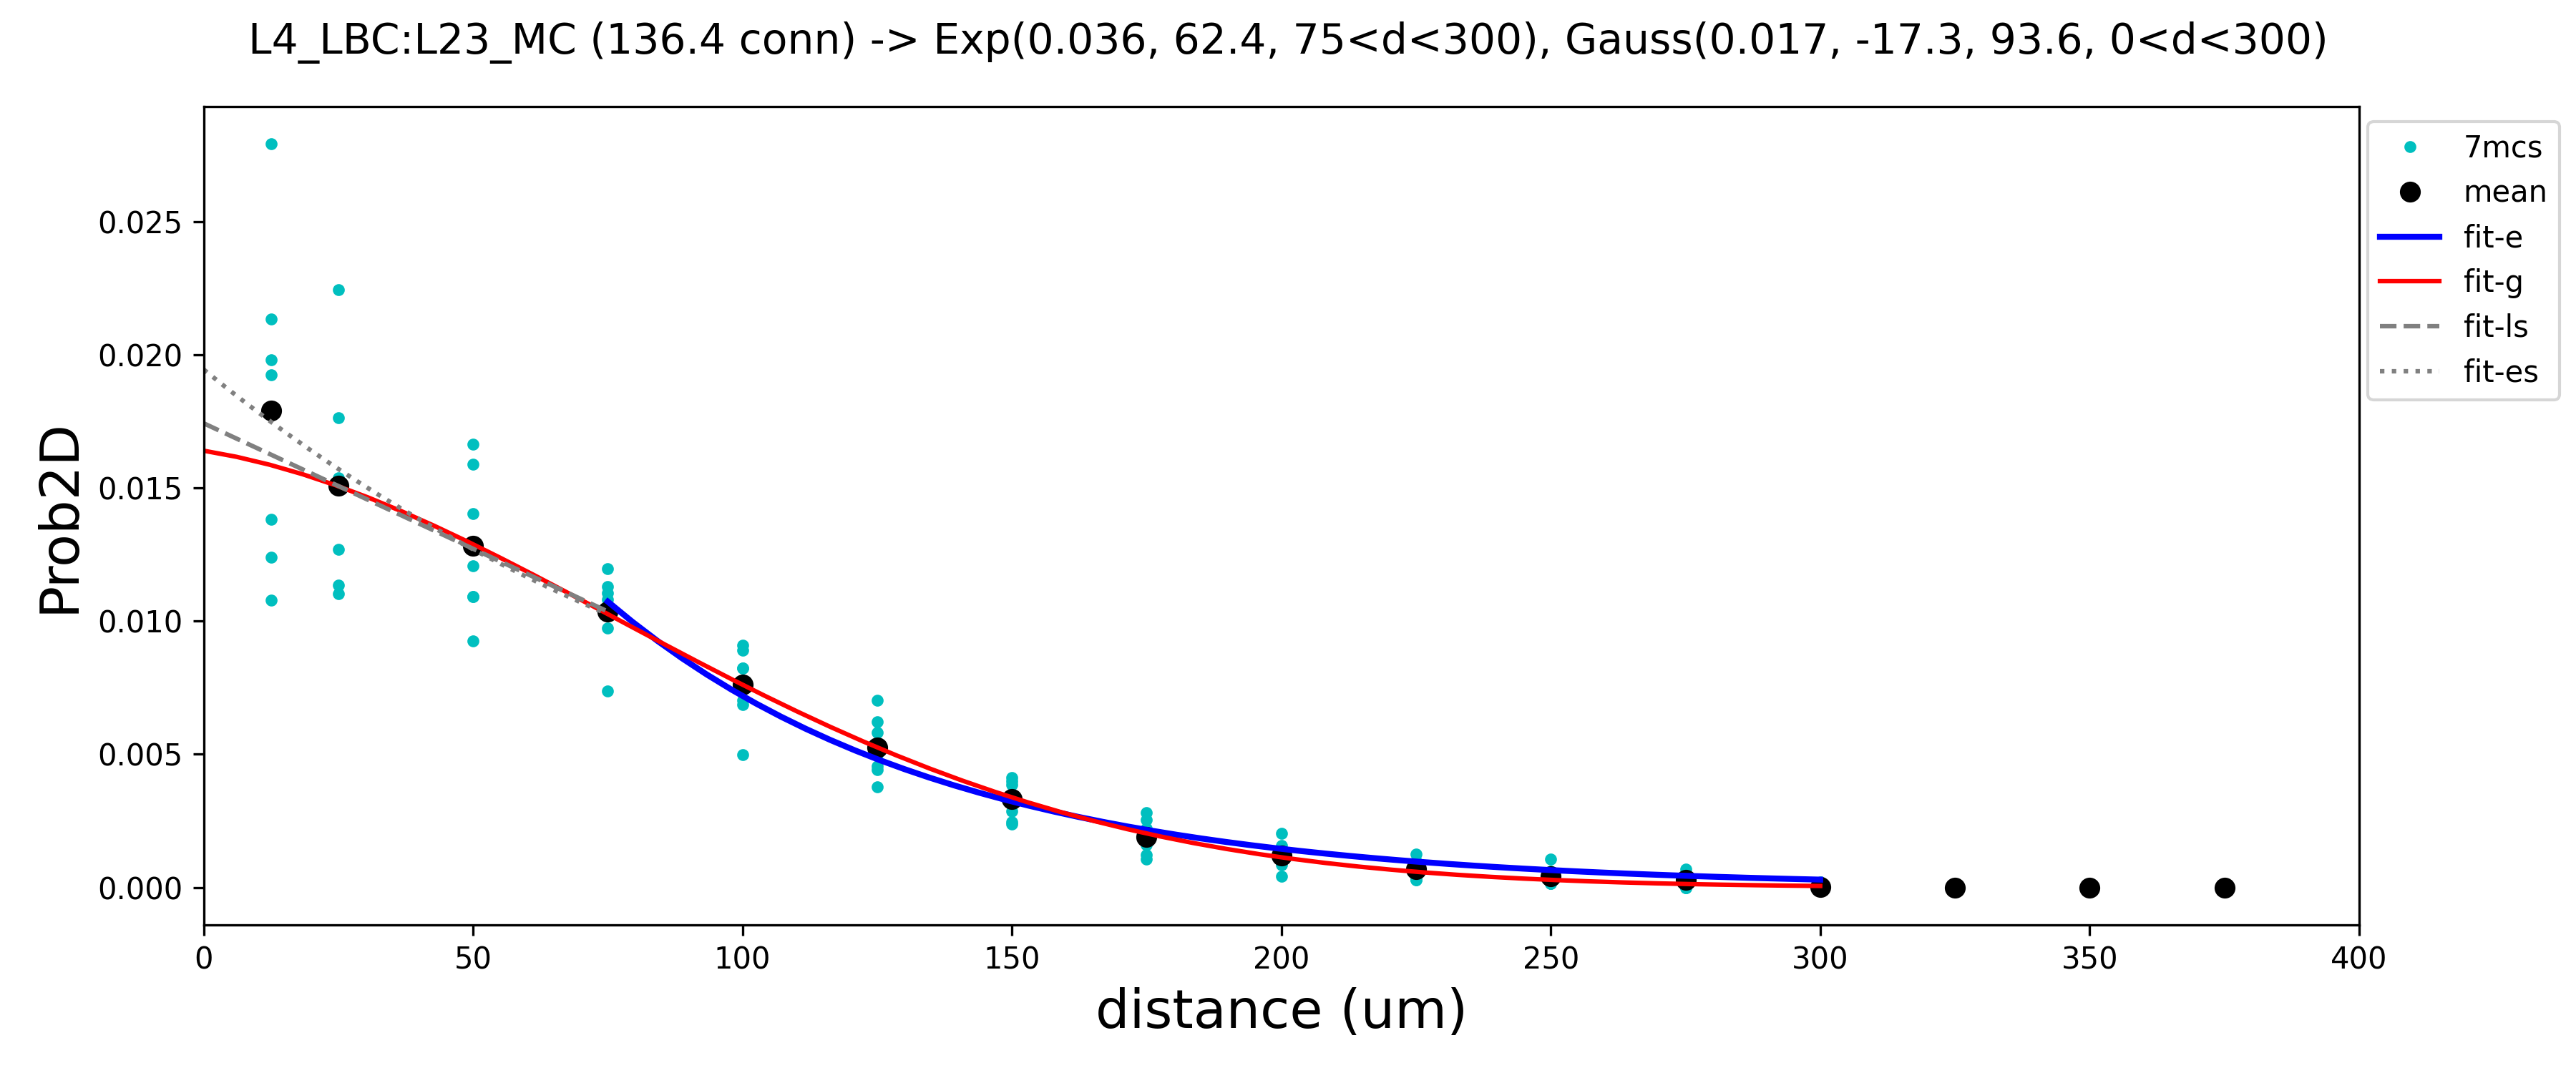 L4_LBC:L23_MC (136.4 conn) -> Exp(0.036, 62.4, 75<d<300), Gauss(0.017, -17.3, 93.6, 0<d<300)
7mcs
mean
fit-e
fit-g
fit-ls
fit-es
Prob2D
0.025
0.020
0.015
0.010
0.005
0.000
0 50 100 150 200 250 300 350 400
distance (um)